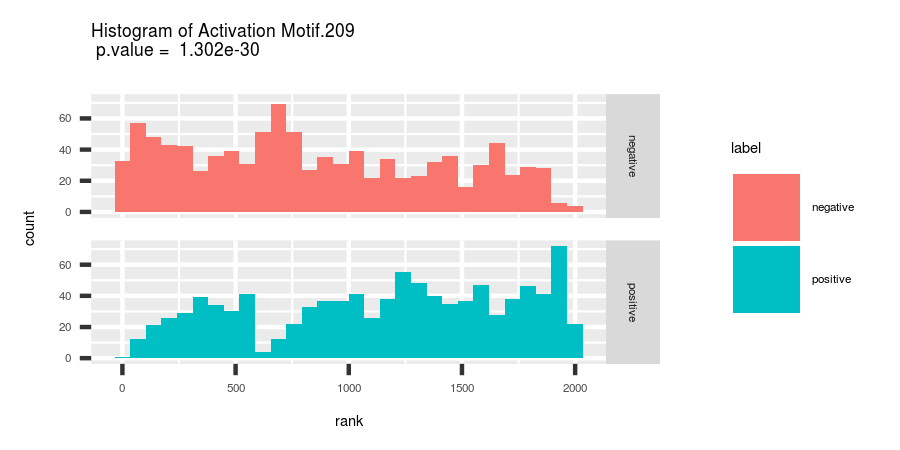 Histogram of Activation Motif.209
p.value = 1.302e-30
60
40
20
0
negative
60
40
20
0
positive
0 500 1000 1500 2000
rank
count
label
negative
positive